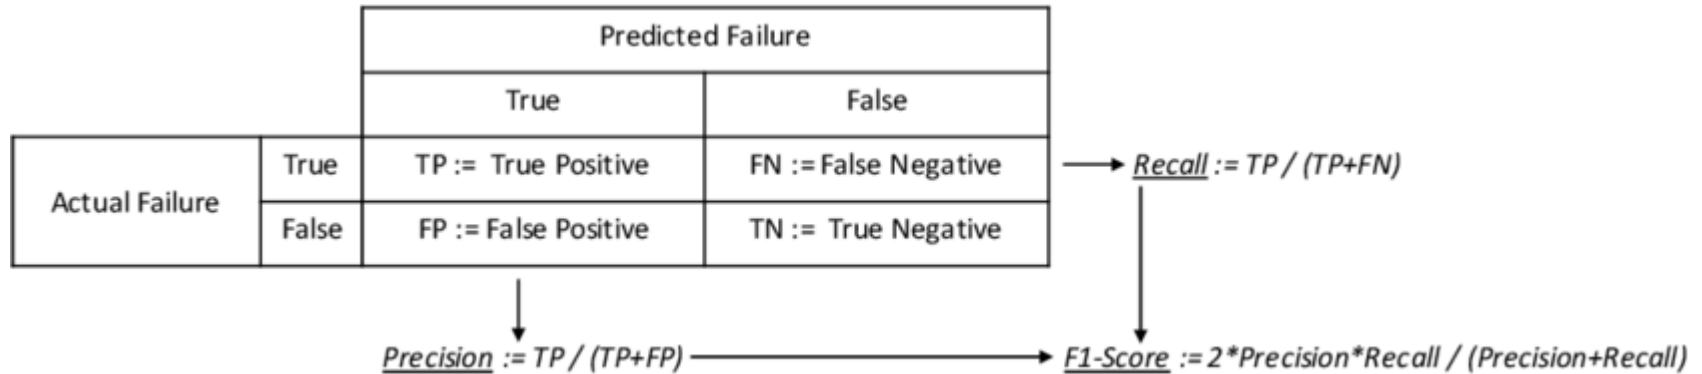 Predicted Failure
True False
Actual Failure
True TP := True Positive FN := False Negative
Recall := TP / (TP+FN)
False FP := False Positive TN := True Negative
Precision := TP / (TP+FP)
F1-Score := 2*Precision*Recall / (Precision+Recall)